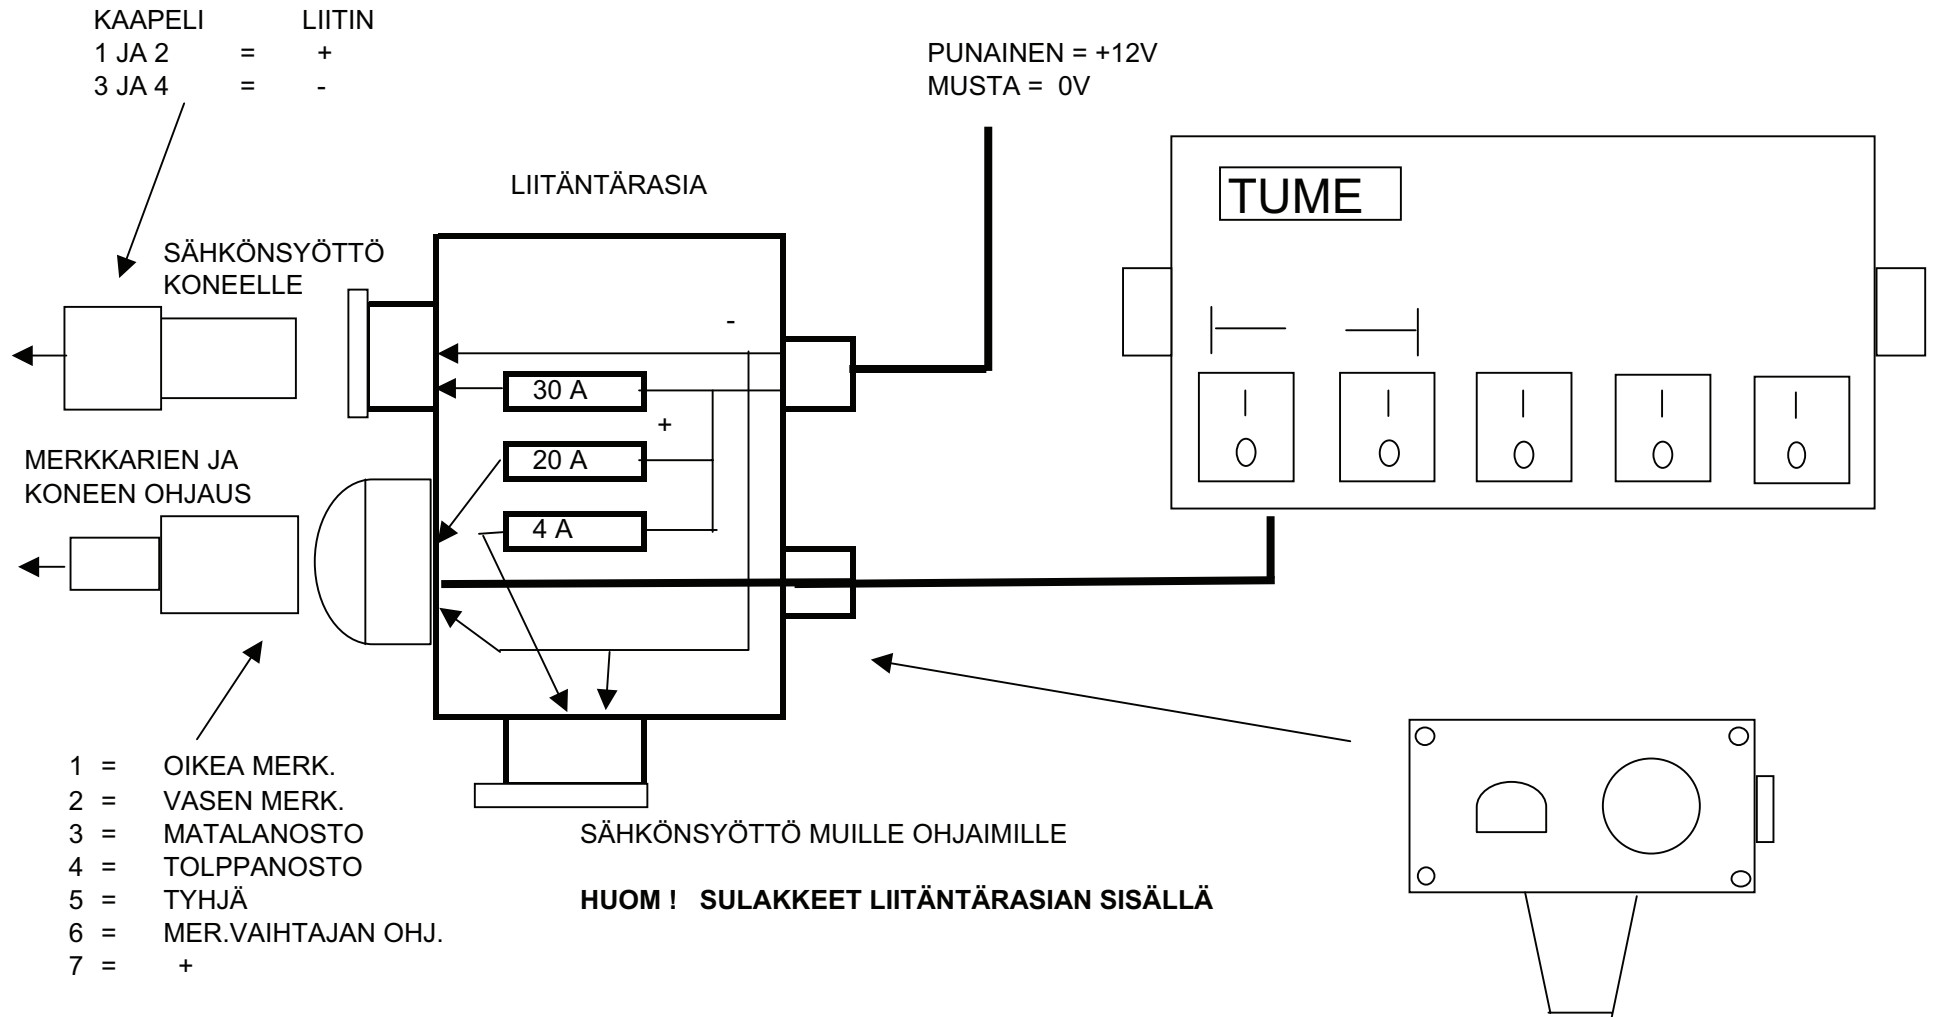 KAAPELI LIITIN
1 JA 2 = +
3 JA 4 = -
PUNAINEN = +12V
MUSTA = 0V
LIITÄNTÄRASIA
TUME
SÄHKÖNSYÖTTÖ
KONEELLE
-
30 A
+
20 A
4 A
MERKKARIEN JA
KONEEN OHJAUS
| | | | |
0 0 0 0 0
1 = OIKEA MERK.
2 = VASEN MERK.
3 = MATALANOSTO
4 = TOLPPANOSTO
5 = TYHJÄ
6 = MER.VAIHTAJAN OHJ.
7 = +
SÄHKÖNSYÖTTÖ MUILLE OHJAIMILLE
HUOM ! SULAKKEET LIITÄNTÄRASIAN SISÄLLÄ